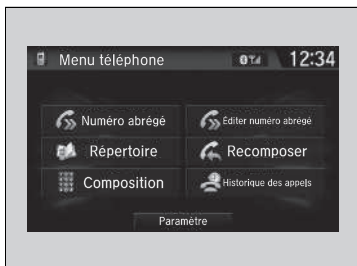 Menu téléphone 12:34
Numéro abrégé Éditer numéro abrégé
Répertoire Recomposer
Composition Historique des appels
Paramètre